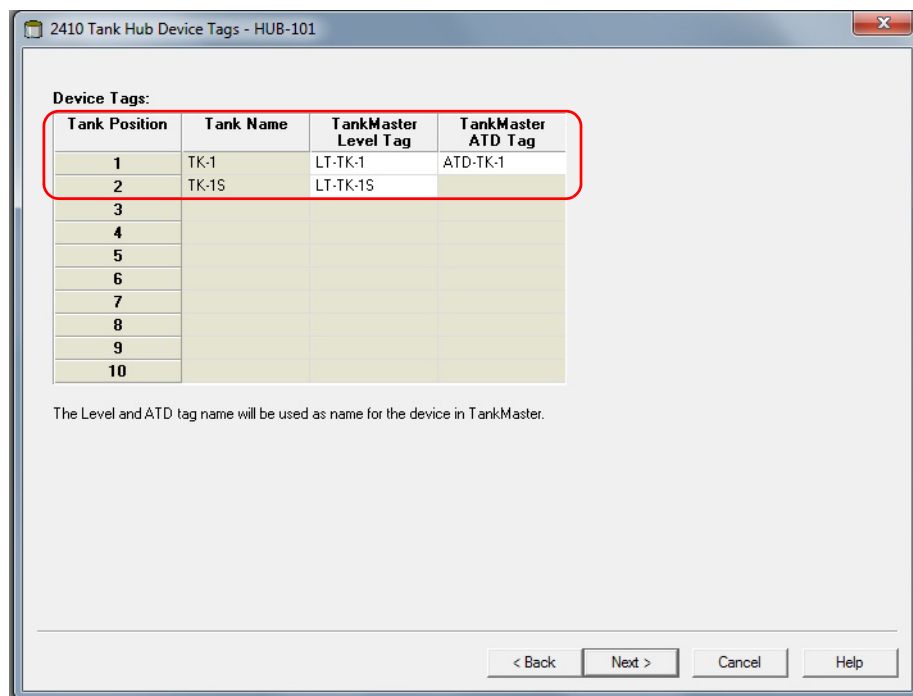 2410 Tank Hub Device Tags - HUB-101
x
Device Tags:
Tank Position Tank Name TankMaster Level Tag TankMaster ATD Tag
1 TK-1 LT-TK-1 ATD-TK-1
2 TK-1S LT-TK-1S
3
4
5
6
7
8
9
10
The Level and ATD tag name will be used as name for the device in TankMaster.
< Back Next > Cancel Help